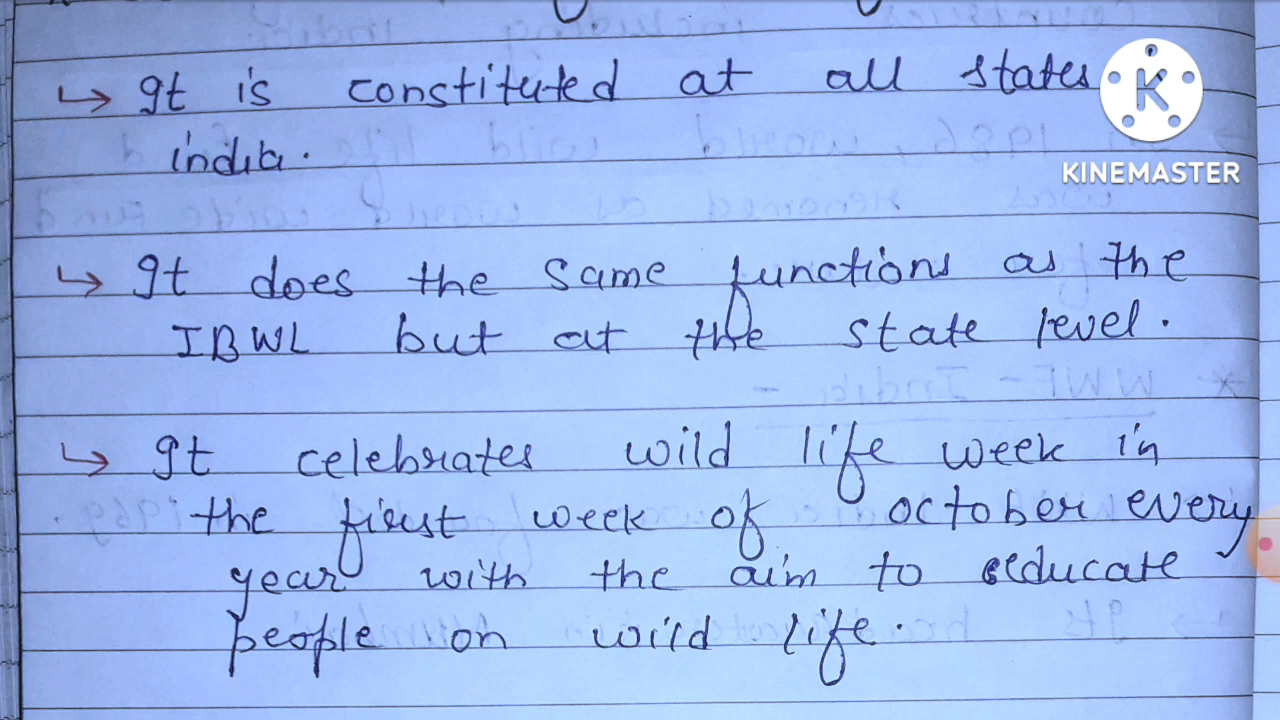 ↳ It is constituted at all states
india.
↳ It does the same functions as the
IBWL but at the state level.
↳ It celebrates wild life week in
the first week of october every
year with the aim to educate
people on wild life.
KINEMASTER